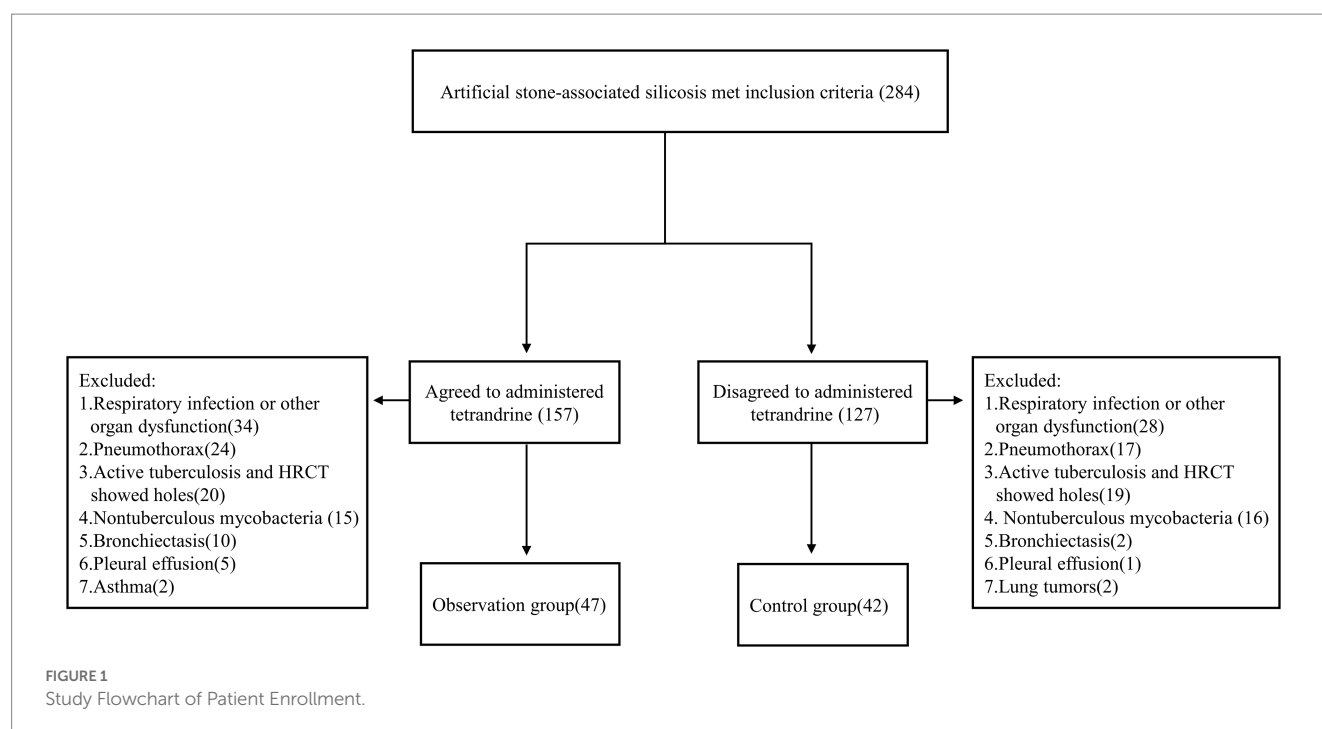 Artificial stone-associated silicosis met inclusion criteria (284)
Excluded:
1.Respiratory infection or other
organ dysfunction(34)
2.Pneumothorax(24)
3.Active tuberculosis and HRCT
showed holes(20)
4.Nontuberculous mycobacteria (15)
5.Bronchiectasis(10)
6.Pleural effusion(5)
7.Asthma(2)
Agreed to administered
tetrandrine (157)
Disagreed to administered
tetrandrine (127)
Excluded:
1.Respiratory infection or other
organ dysfunction(28)
2.Pneumothorax(17)
3.Active tuberculosis and HRCT
showed holes(19)
4. Nontuberculous mycobacteria (16)
5.Bronchiectasis(2)
6.Pleural effusion(1)
7.Lung tumors(2)
Observation group(47)
Control group(42)
FIGURE 1
Study Flowchart of Patient Enrollment.